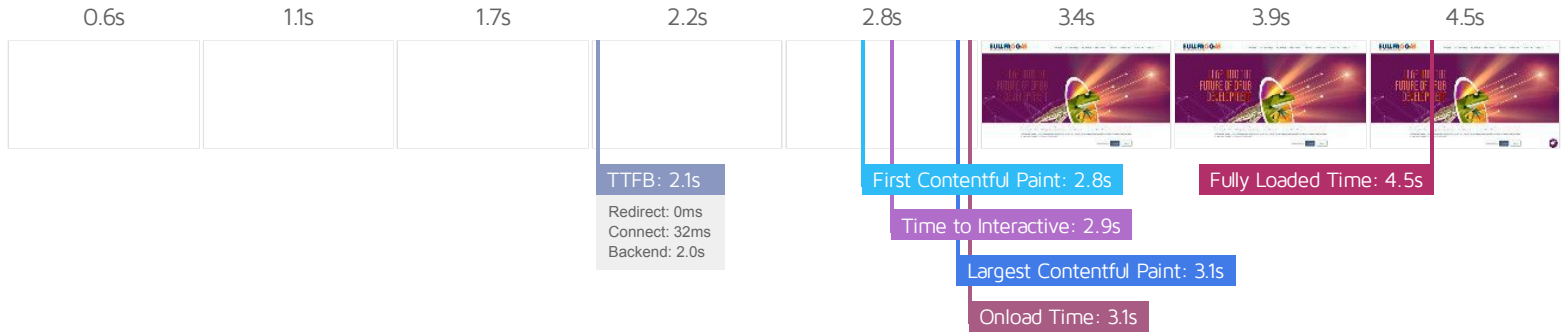 0.6s
1.1s
1.7s
2.2s
2.8s
3.4s
3.9s
4.5s
TTFB: 2.1s
Redirect: 0ms
Connect: 32ms
Backend: 2.0s
First Contentful Paint: 2.8s
Time to Interactive: 2.9s
Largest Contentful Paint: 3.1s
Onload Time: 3.1s
Fully Loaded Time: 4.5s